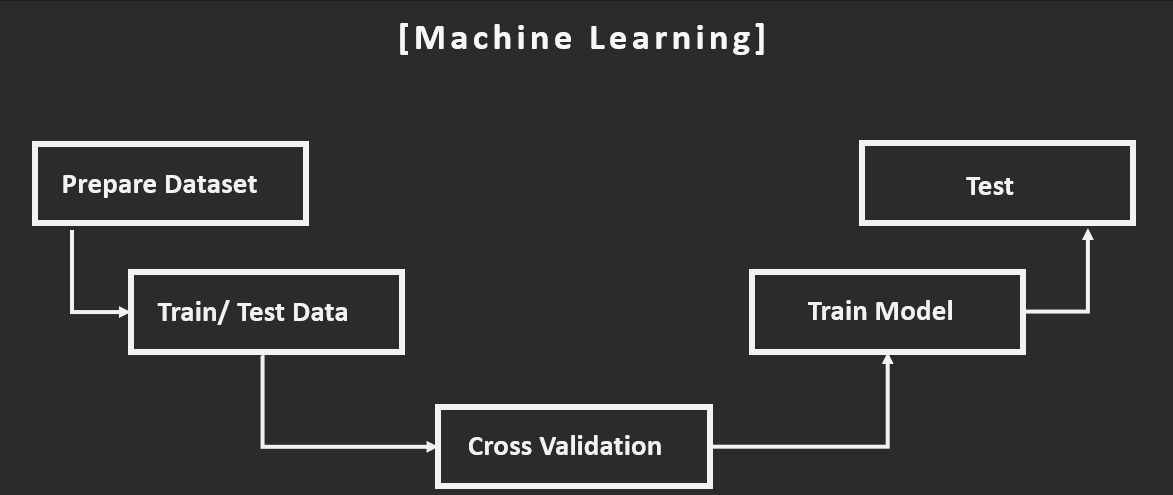 [Machine Learning]
Prepare Dataset
Train/ Test Data
Cross Validation
Train Model
Test